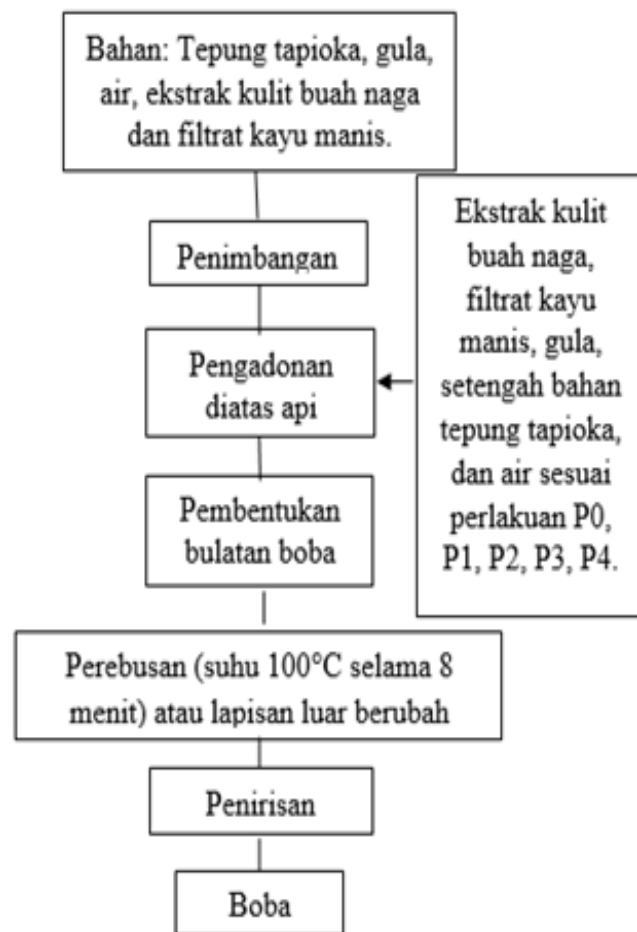 Bahan: Tepung tapioka, gula,
air, ekstrak kulit buah naga
dan filtrat kayu manis.
Penimbangan
Ekstrak kulit
buah naga,
filtrat kayu
manis, gula,
setengah bahan
tepung tapioka,
dan air sesuai
perlakuan P0,
P1, P2, P3, P4.
Pengadonan
diatas api
Pembentukan
bulatan boba
Perebusan (suhu 100°C selama 8
menit) atau lapisan luar berubah
Penirisan
Boba